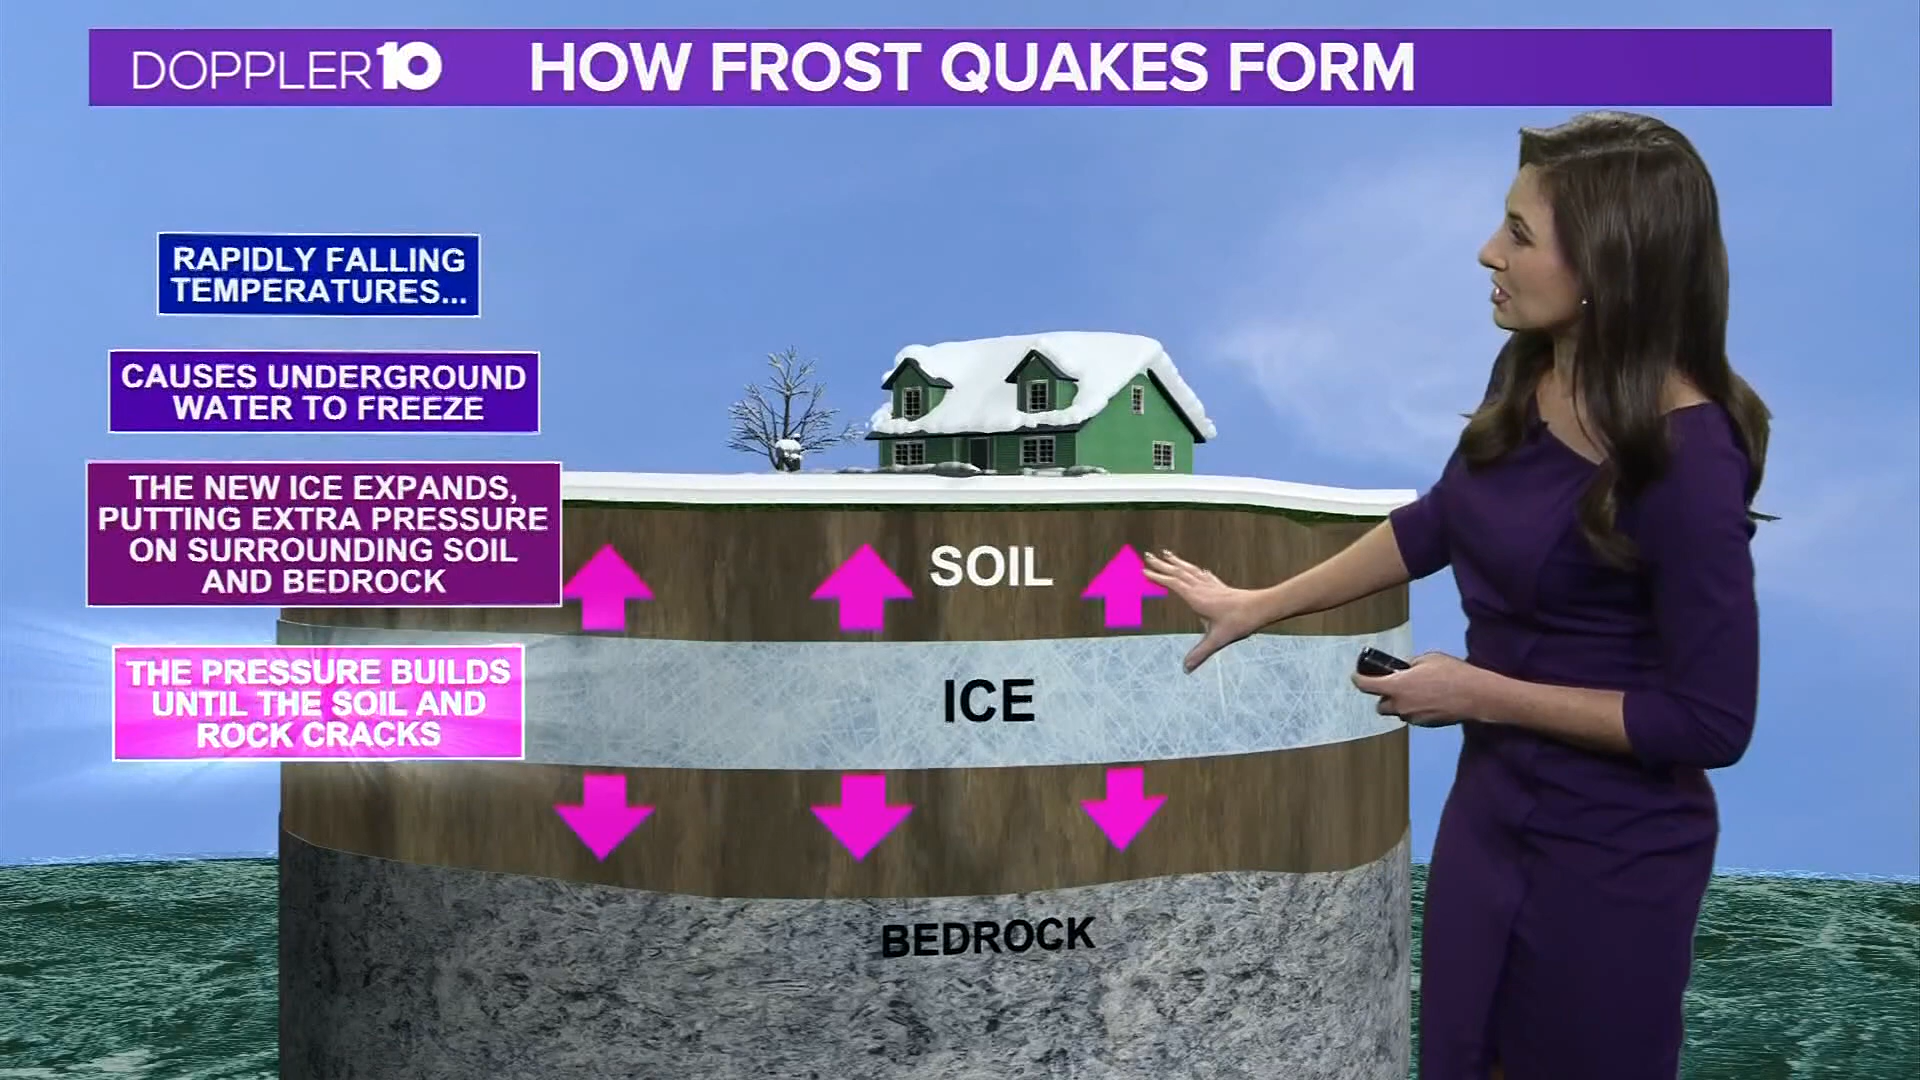 DOPPLER10 HOW FROST QUAKES FORM
RAPIDLY FALLING
TEMPERATURES...
CAUSES UNDERGROUND
WATER TO FREEZE
THE NEW ICE EXPANDS,
PUTTING EXTRA PRESSURE
ON SURROUNDING SOIL
AND BEDROCK
THE PRESSURE BUILDS
UNTIL THE SOIL AND
ROCK CRACKS
SOIL
ICE
BEDROCK